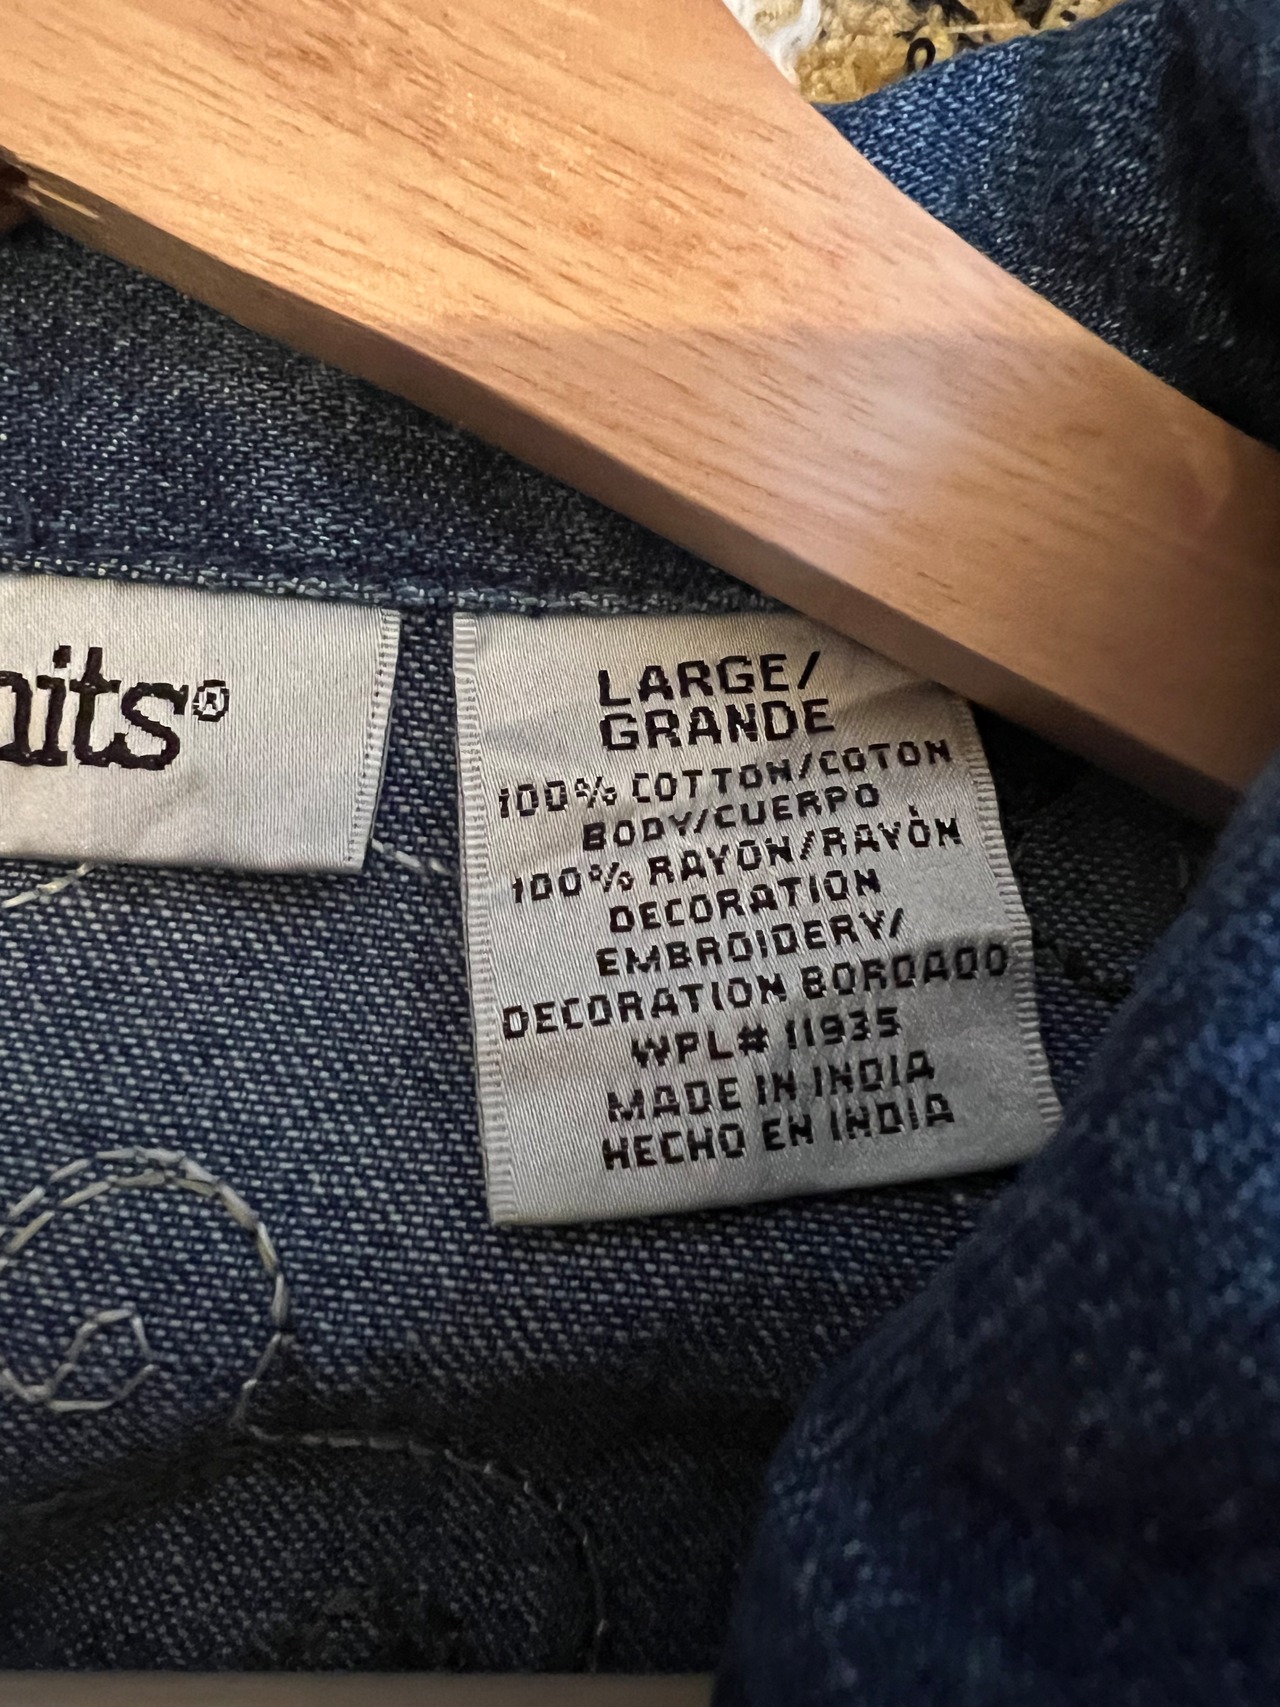 nits®
LARGE/
GRANDE
100% COTTON/COTON
BODY/CUERPO
100% RAYON/RAYÒN
DECORATION
EMBROIDERY/
DECORATION BORDADO
WPL# 11935
MADE IN INDIA
HECHO EN INDIA